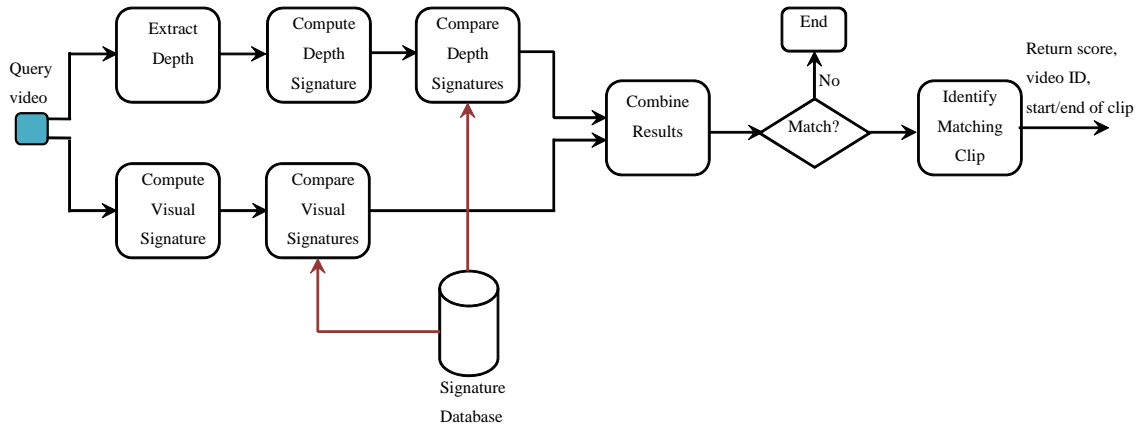 Query
video
Extract
Depth
Compute
Depth
Signature
Compare
Depth
Signatures
Compute
Visual
Signature
Compare
Visual
Signatures
Signature
Database
Combine
Results
Match?
No
End
Identify
Matching
Clip
Return score,
video ID,
start/end of clip